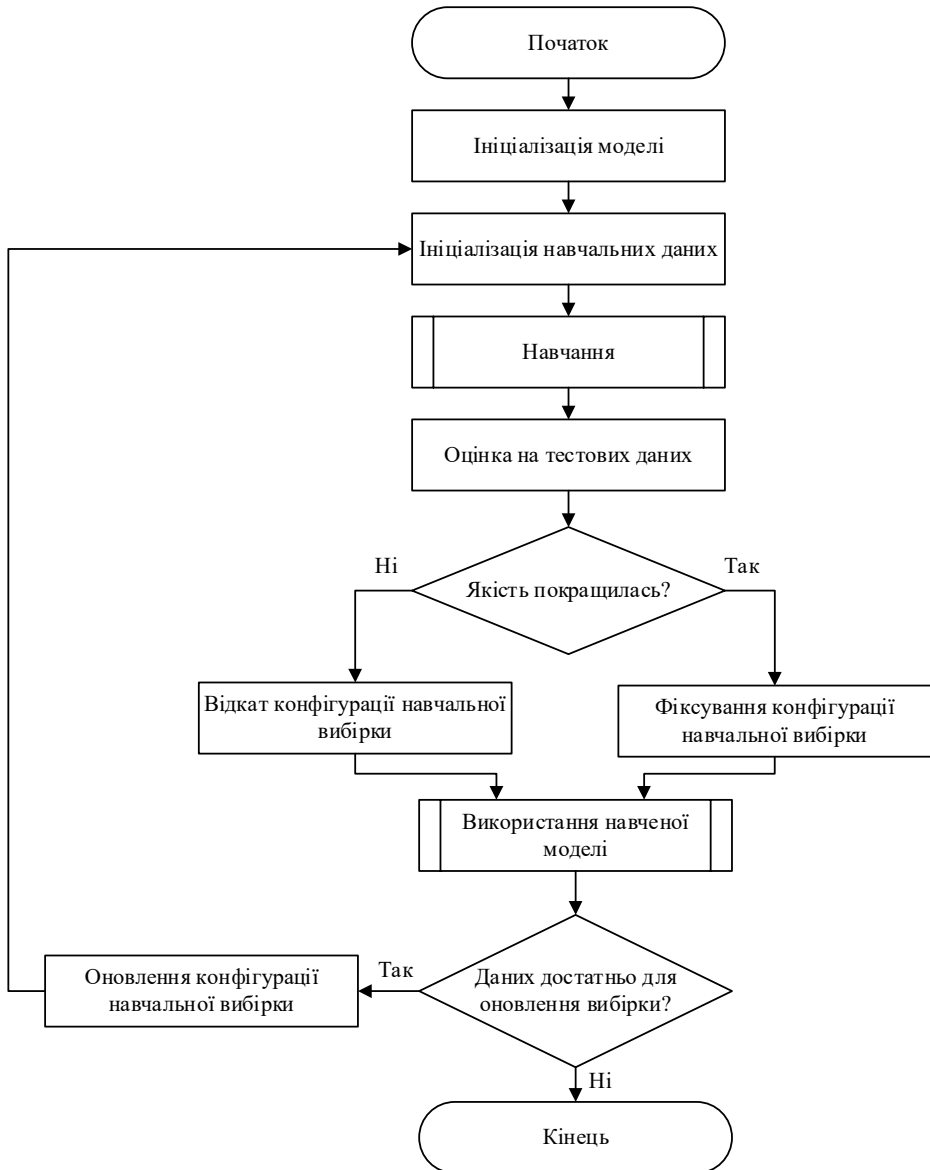 Початок
Ініціалізація моделі
Ініціалізація навчальних даних
Навчання
Оцінка на тестових даних
Ні
Так
Якість покращилась?
Відкат конфігурації навчальної
вибірки
Фіксування конфігурації
навчальної вибірки
Використання навченої
моделі
Оновлення конфігурації
навчальної вибірки
Так
Даних достатньо для
оновлення вибірки?
Ні
Кінець